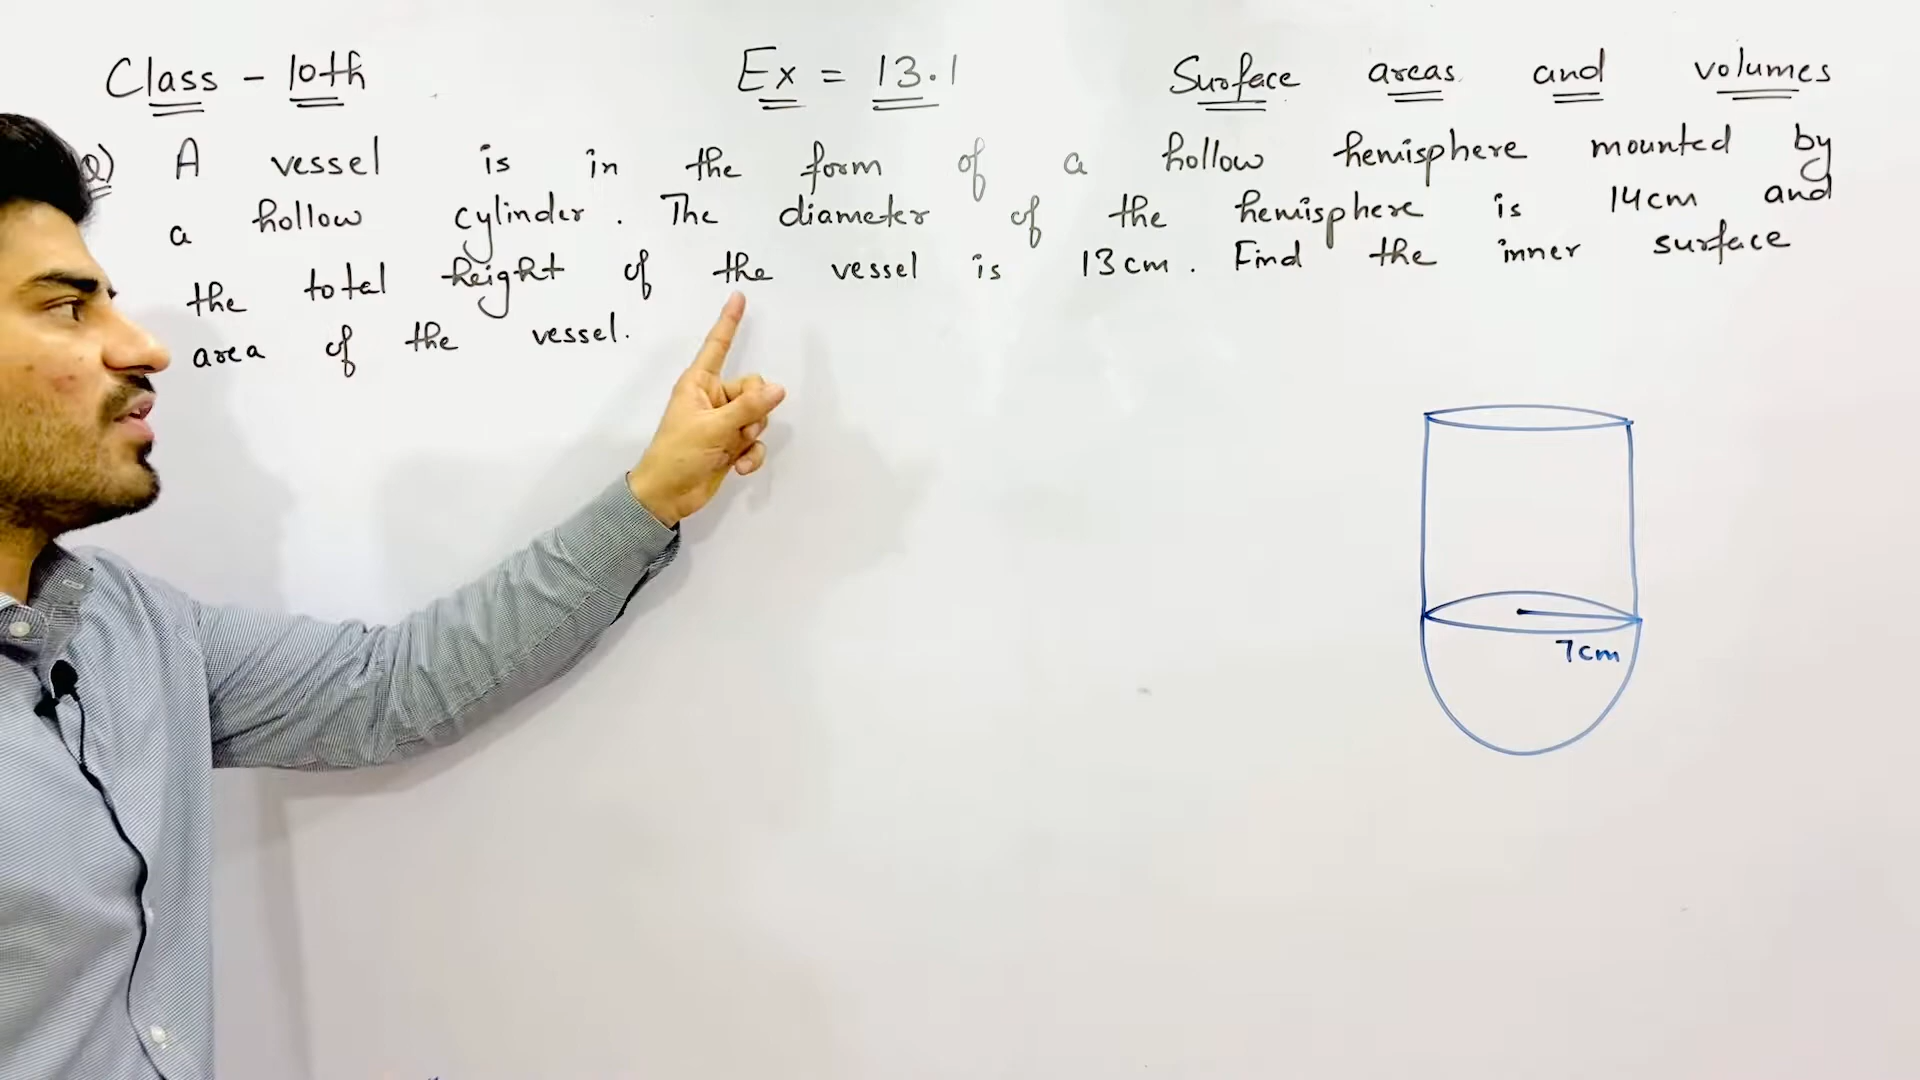 Class - 10th Ex = 13.1 Surface areas and volumes
Q) A vessel is in the form of a hollow hemisphere mounted by
a hollow cylinder. The diameter of the hemisphere is 14cm and
the total height of the vessel is 13cm. Find the inner surface
area of the vessel.
7cm